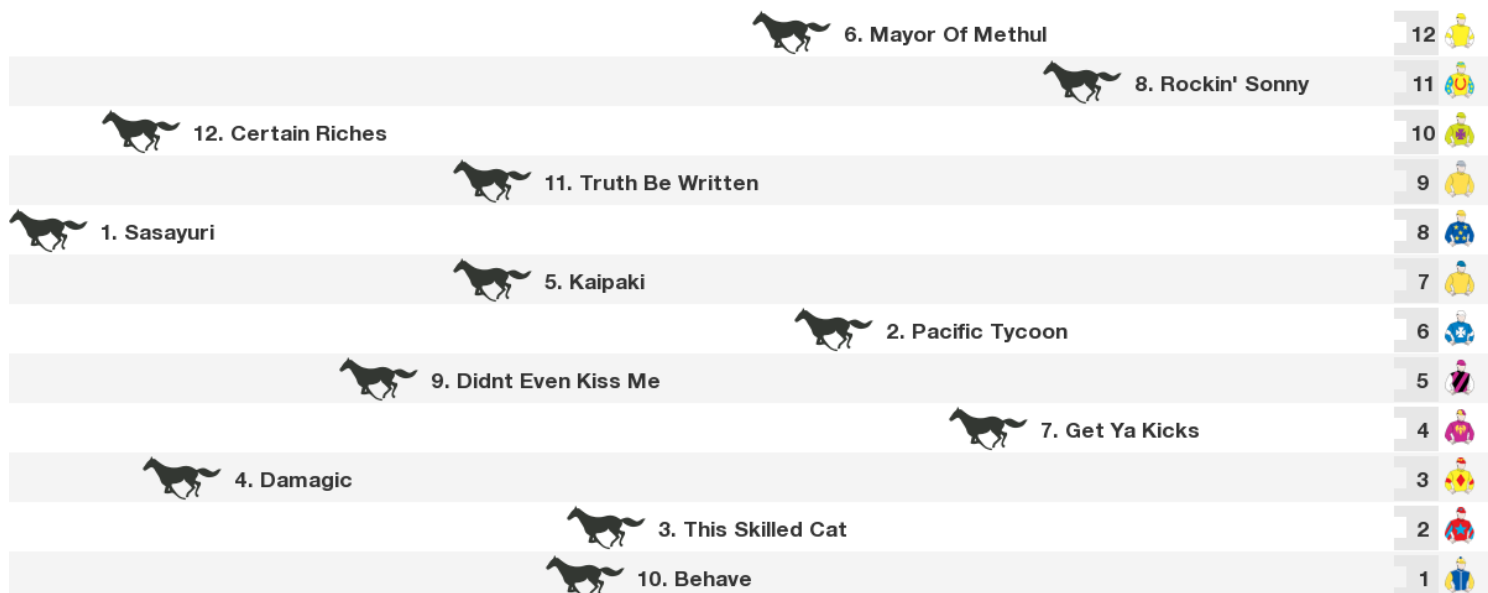 6. Mayor Of Methul 12
8. Rockin' Sonny 11
12. Certain Riches 10
11. Truth Be Written 9
1. Sasayuri 8
5. Kaipaki 7
2. Pacific Tycoon 6
9. Didnt Even Kiss Me 5
7. Get Ya Kicks 4
4. Damagic 3
3. This Skilled Cat 2
10. Behave 1